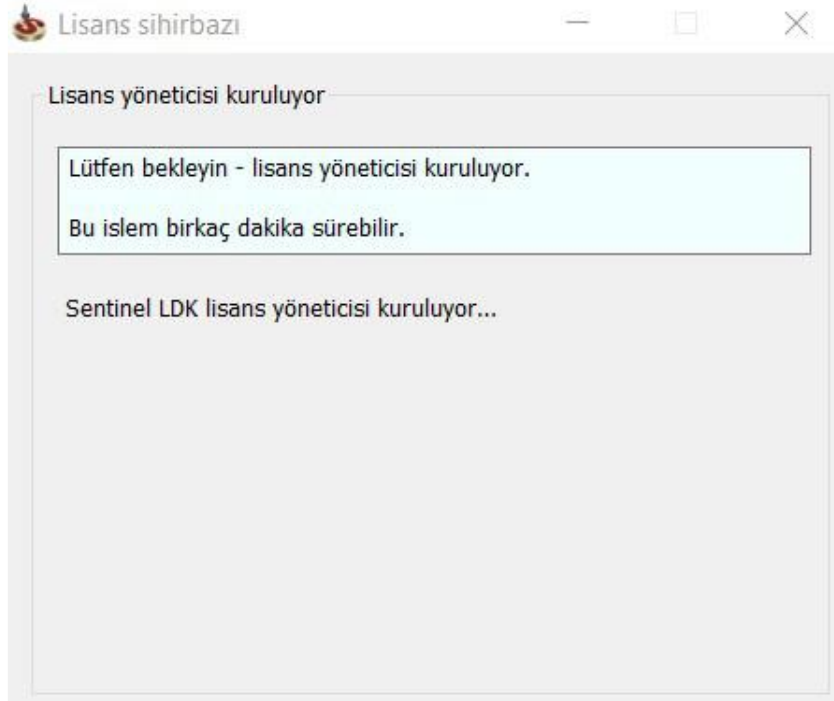 Lisans sihirbazı
Lisans yöneticisi kuruluyor
Lütfen bekleyin - lisans yöneticisi kuruluyor.
Bu islem birkaç dakika sürebilir.
Sentinel LDK lisans yöneticisi kuruluyor...